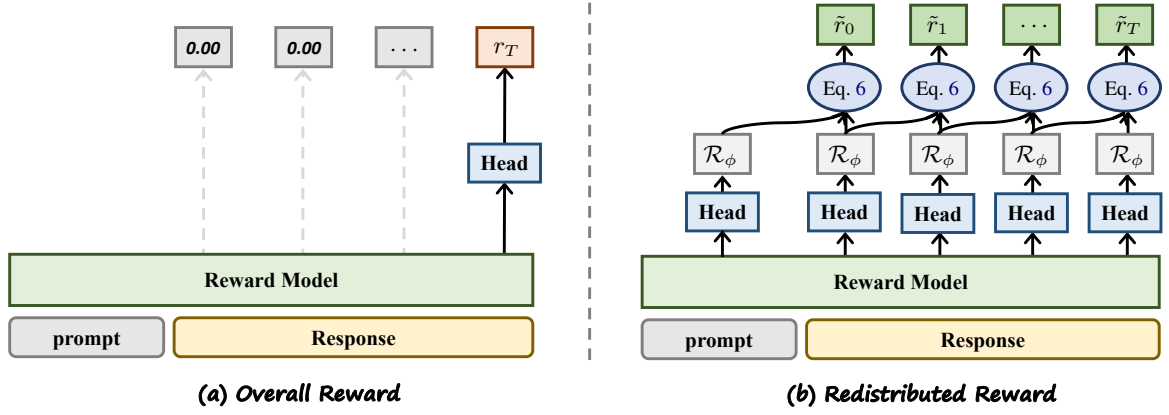 0.00 0.00 ... r_T
Head
Reward Model
prompt Response
(a) Overall Reward
r̃_0 r̃_1 ... r̃_T
Eq. 6 Eq. 6 Eq. 6 Eq. 6
ℛ_ϕ ℛ_ϕ ℛ_ϕ ℛ_ϕ ℛ_ϕ
Head Head Head Head Head
Reward Model
prompt Response
(b) Redistributed Reward